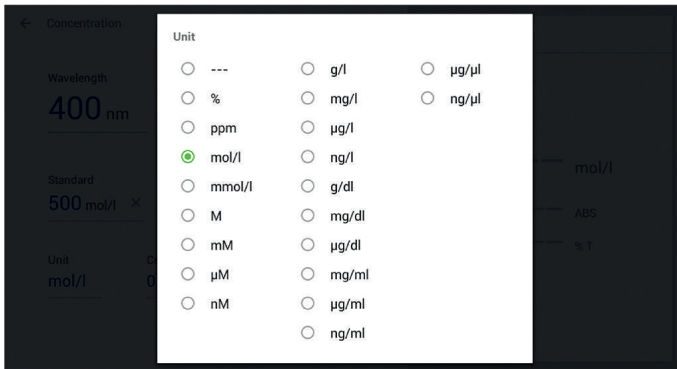 Concentration
Wavelength
400 nm
Standard
500 mol/l ×
Unit
mol/l
0
mol/l
ABS
% T
Unit
---
%
ppm
mol/l
mmol/l
M
mM
µM
nM
g/l
mg/l
µg/l
ng/l
g/dl
mg/dl
µg/dl
mg/ml
µg/ml
ng/ml
µg/µl
ng/µl